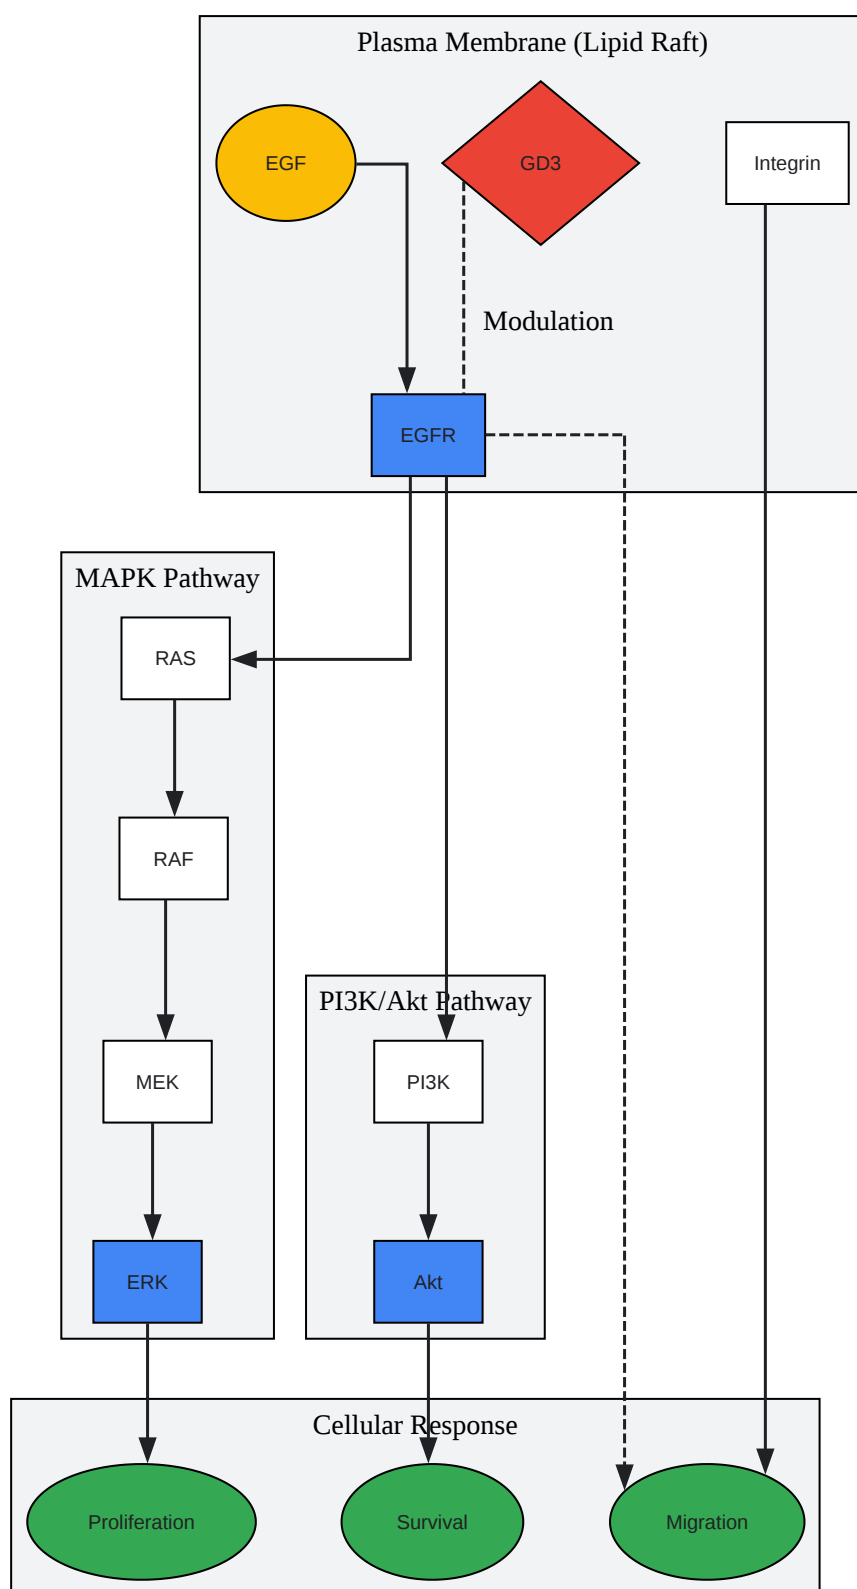 Plasma Membrane (Lipid Raft)
EGF
GD3
Integrin
Modulation
EGFR
MAPK Pathway
RAS
RAF
PI3K/Akt Pathway
MEK
PI3K
ERK
Akt
Cellular Response
Proliferation
Survival
Migration